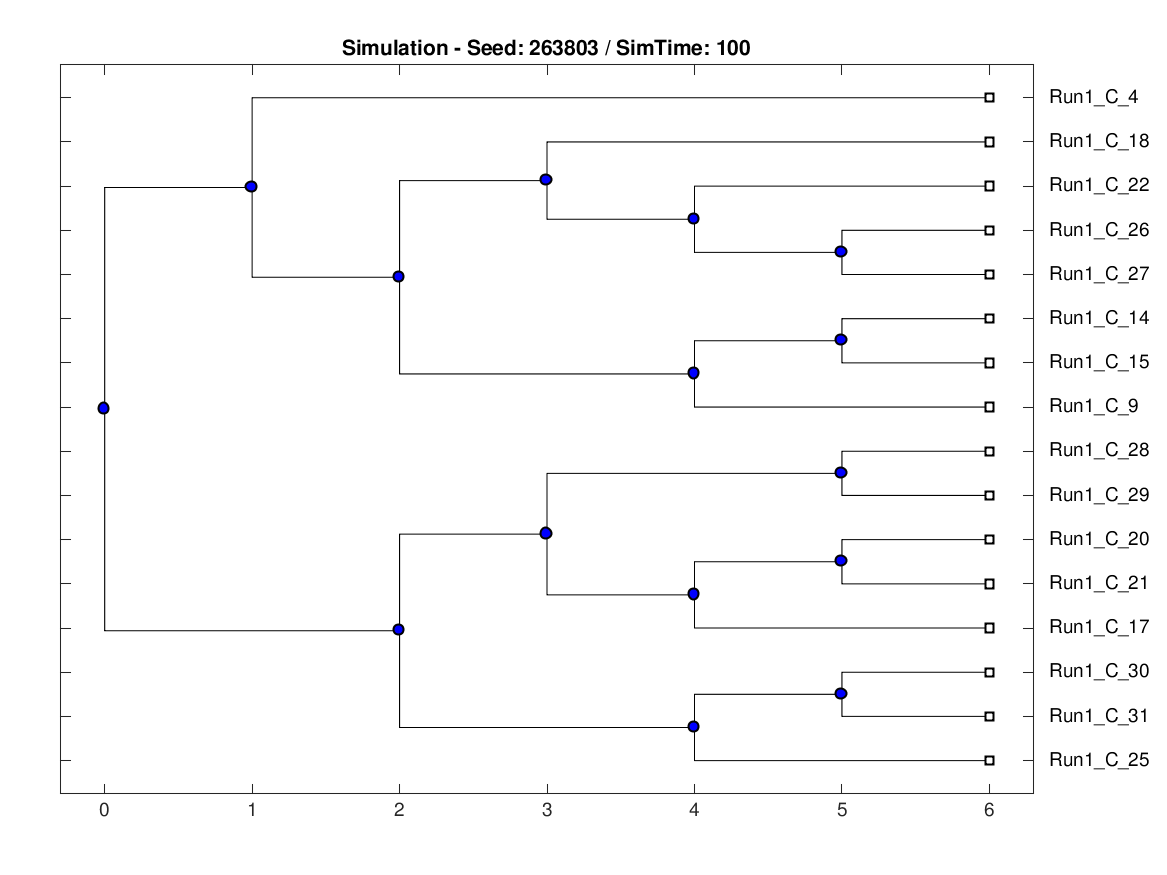 Simulation - Seed: 263803 / SimTime: 100
Run1_C_4
Run1_C_18
Run1_C_22
Run1_C_26
Run1_C_27
Run1_C_14
Run1_C_15
Run1_C_9
Run1_C_28
Run1_C_29
Run1_C_20
Run1_C_21
Run1_C_17
Run1_C_30
Run1_C_31
Run1_C_25
0 1 2 3 4 5 6